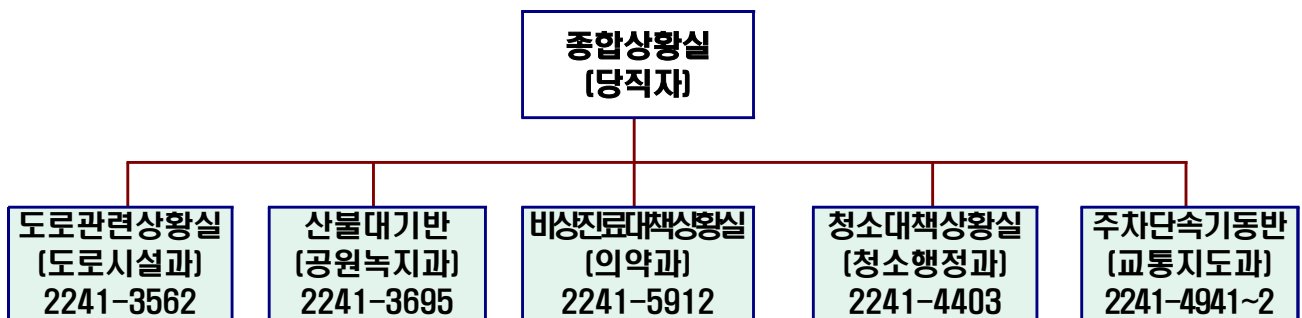 종합상황실
(당직자)
도로관련상황실
(도로시설과)
2241-3562
산불대기반
(공원녹지과)
2241-3695
비상진료대책상황실
(의약과)
2241-5912
청소대책상황실
(청소행정과)
2241-4403
주차단속기동반
(교통지도과)
2241-4941~2